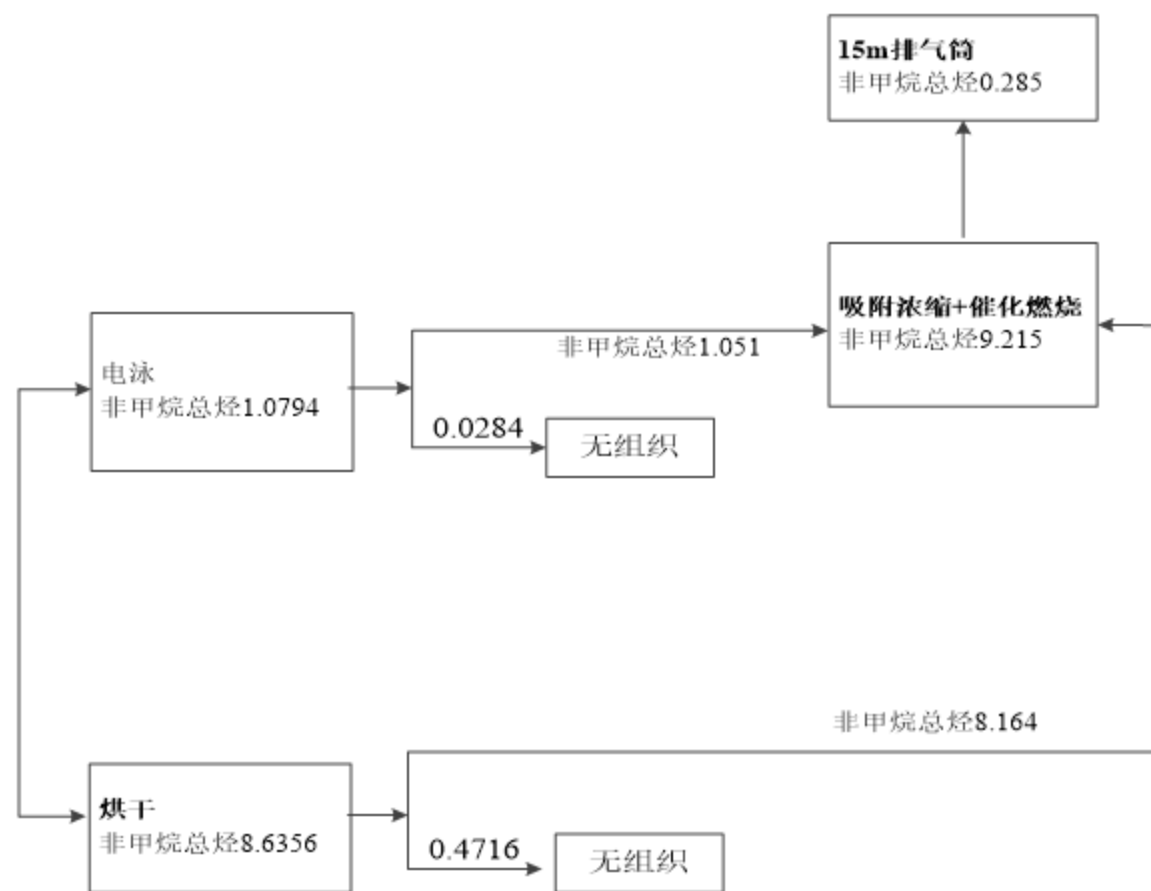 15m排气筒
非甲烷总烃0.285
吸附浓缩+催化燃烧
非甲烷总烃9.215
电泳
非甲烷总烃1.0794
非甲烷总烃1.051
0.0284
无组织
非甲烷总烃8.164
烘干
非甲烷总烃8.6356
0.4716
无组织